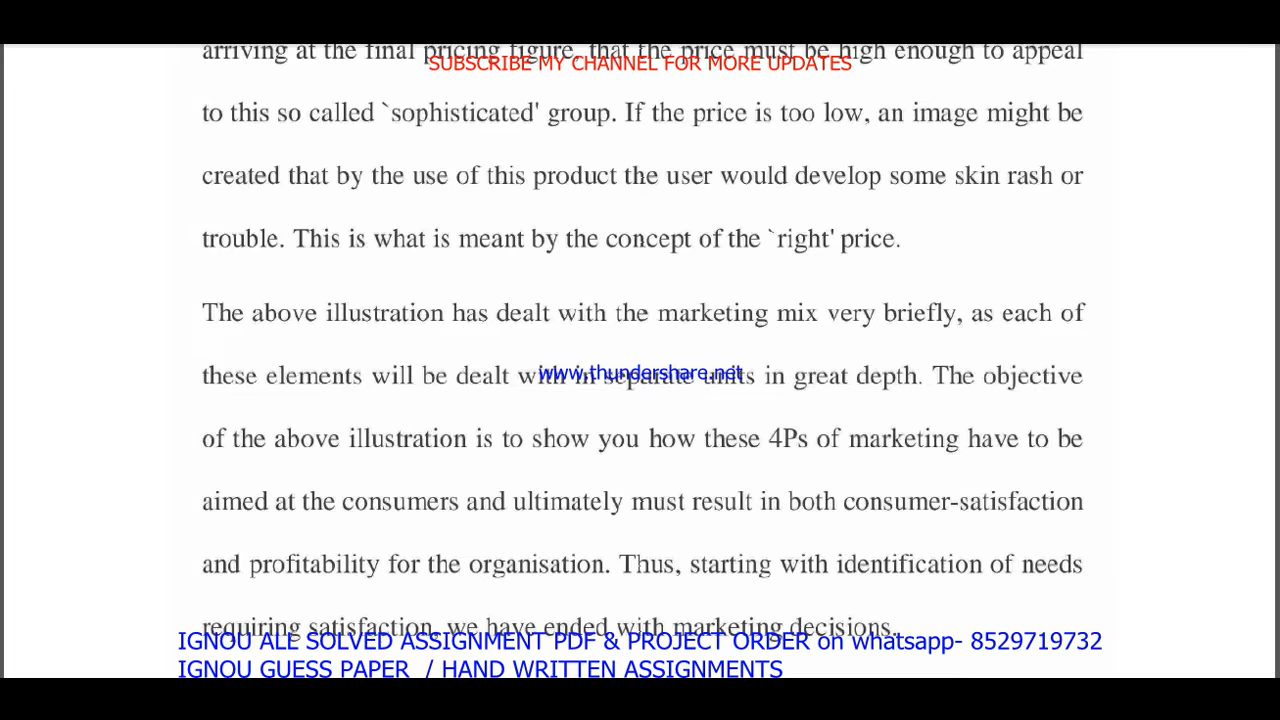 arriving at the final pricing figure, that the price must be high enough to appeal
SUBSCRIBE MY CHANNEL FOR MORE UPDATES
to this so called `sophisticated' group. If the price is too low, an image might be
created that by the use of this product the user would develop some skin rash or
trouble. This is what is meant by the concept of the `right' price.
The above illustration has dealt with the marketing mix very briefly, as each of
these elements will be dealt with in separate units in great depth. The objective
www.thundershare.net
of the above illustration is to show you how these 4Ps of marketing have to be
aimed at the consumers and ultimately must result in both consumer-satisfaction
and profitability for the organisation. Thus, starting with identification of needs
requiring satisfaction, we have ended with marketing decisions.
IGNOU ALL SOLVED ASSIGNMENT PDF & PROJECT ORDER on whatsapp- 8529719732
IGNOU GUESS PAPER / HAND WRITTEN ASSIGNMENTS